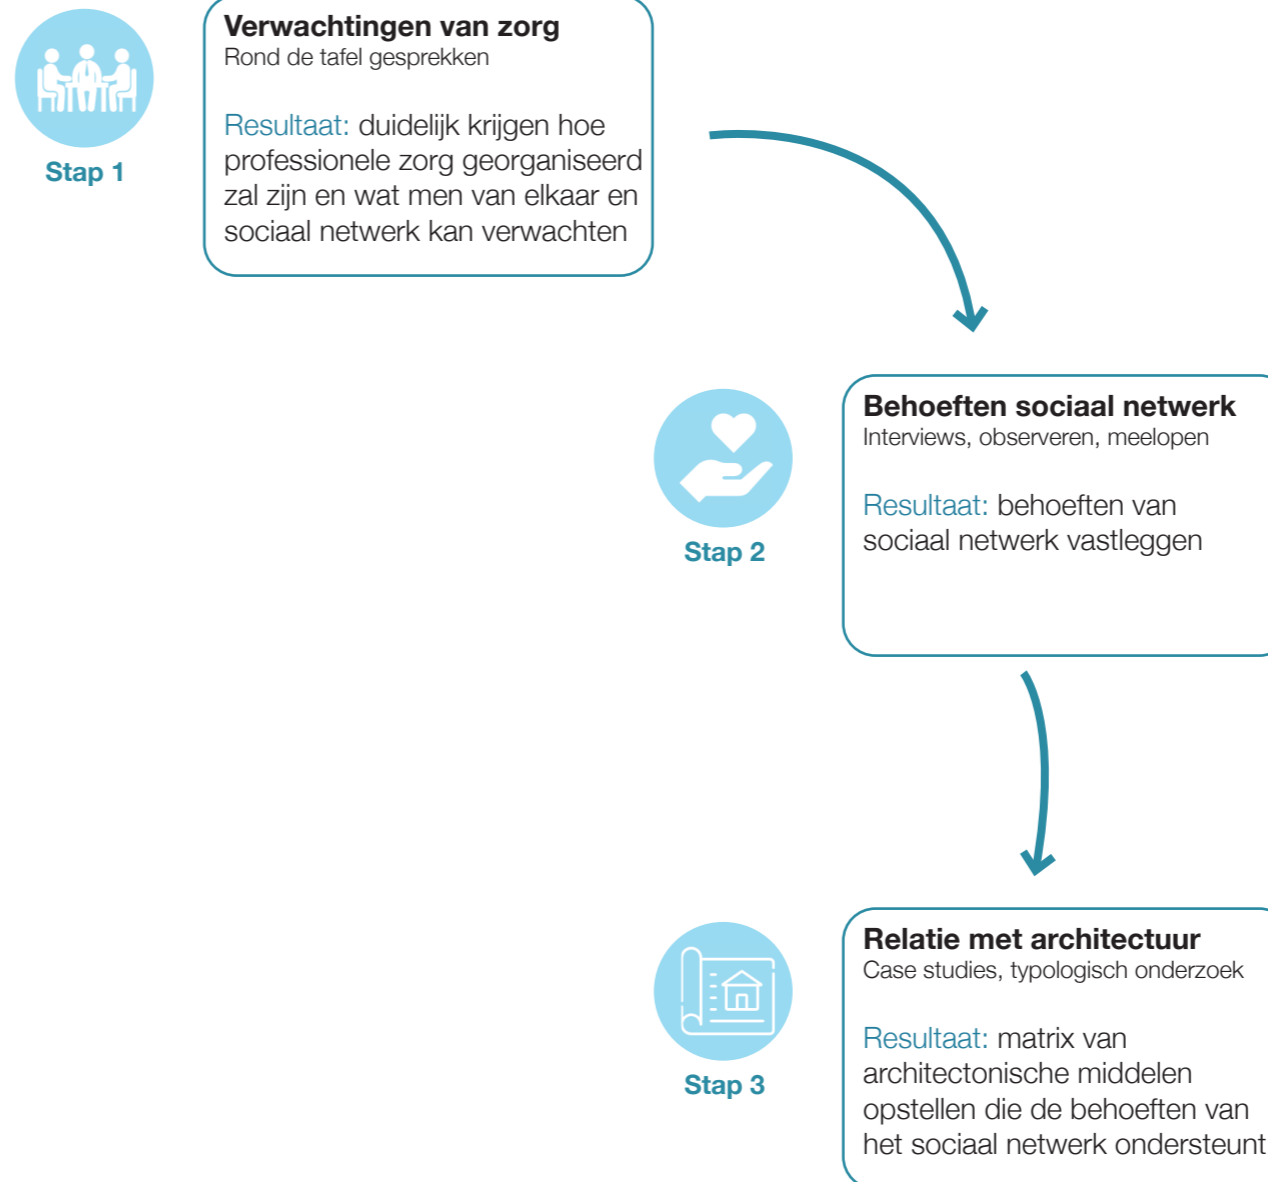 Verwachtingen van zorg
Rond de tafel gesprekken
Resultaat: duidelijk krijgen hoe
professionele zorg georganiseerd
zal zijn en wat men van elkaar en
sociaal netwerk kan verwachten
Stap 1
Behoeften sociaal netwerk
Interviews, observeren, meelopen
Resultaat: behoeften van
sociaal netwerk vastleggen
Stap 2
Relatie met architectuur
Case studies, typologisch onderzoek
Resultaat: matrix van
architectonische middelen
opstellen die de behoeften van
het sociaal netwerk ondersteunt
Stap 3